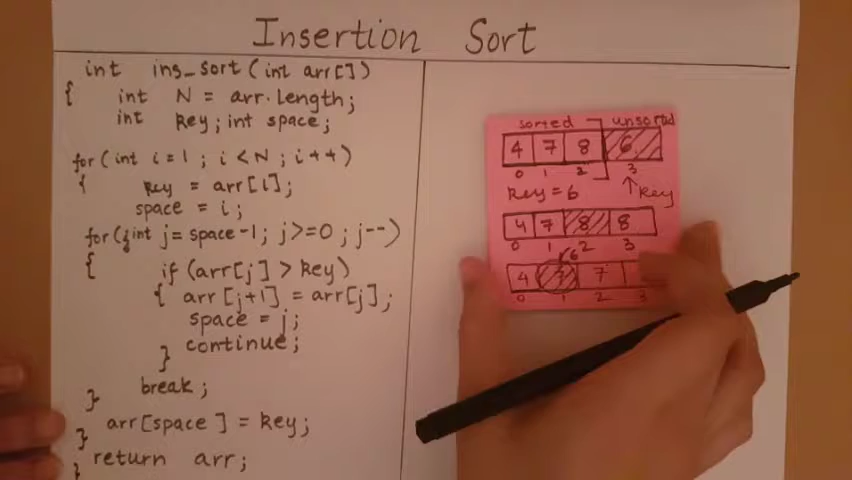 Insertion Sort
int ins_sort (int arr[])
{ int N = arr.length;
int key; int space;
for (int i=1 ; i<N ; i++)
{ key = arr[i];
space = i;
for (int j= space-1; j>=0 ; j--)
{ if (arr[j] > key)
{ arr[j+1] = arr[j];
space = j;
continue;
}
break;
}
arr[space] = key;
}
return arr;
}
sorted unsorted
4 7 8 6
0 1 2 3
key = 6 key
4 7 8 8
0 1 2 3
6
4 7 7
0 1 2 3